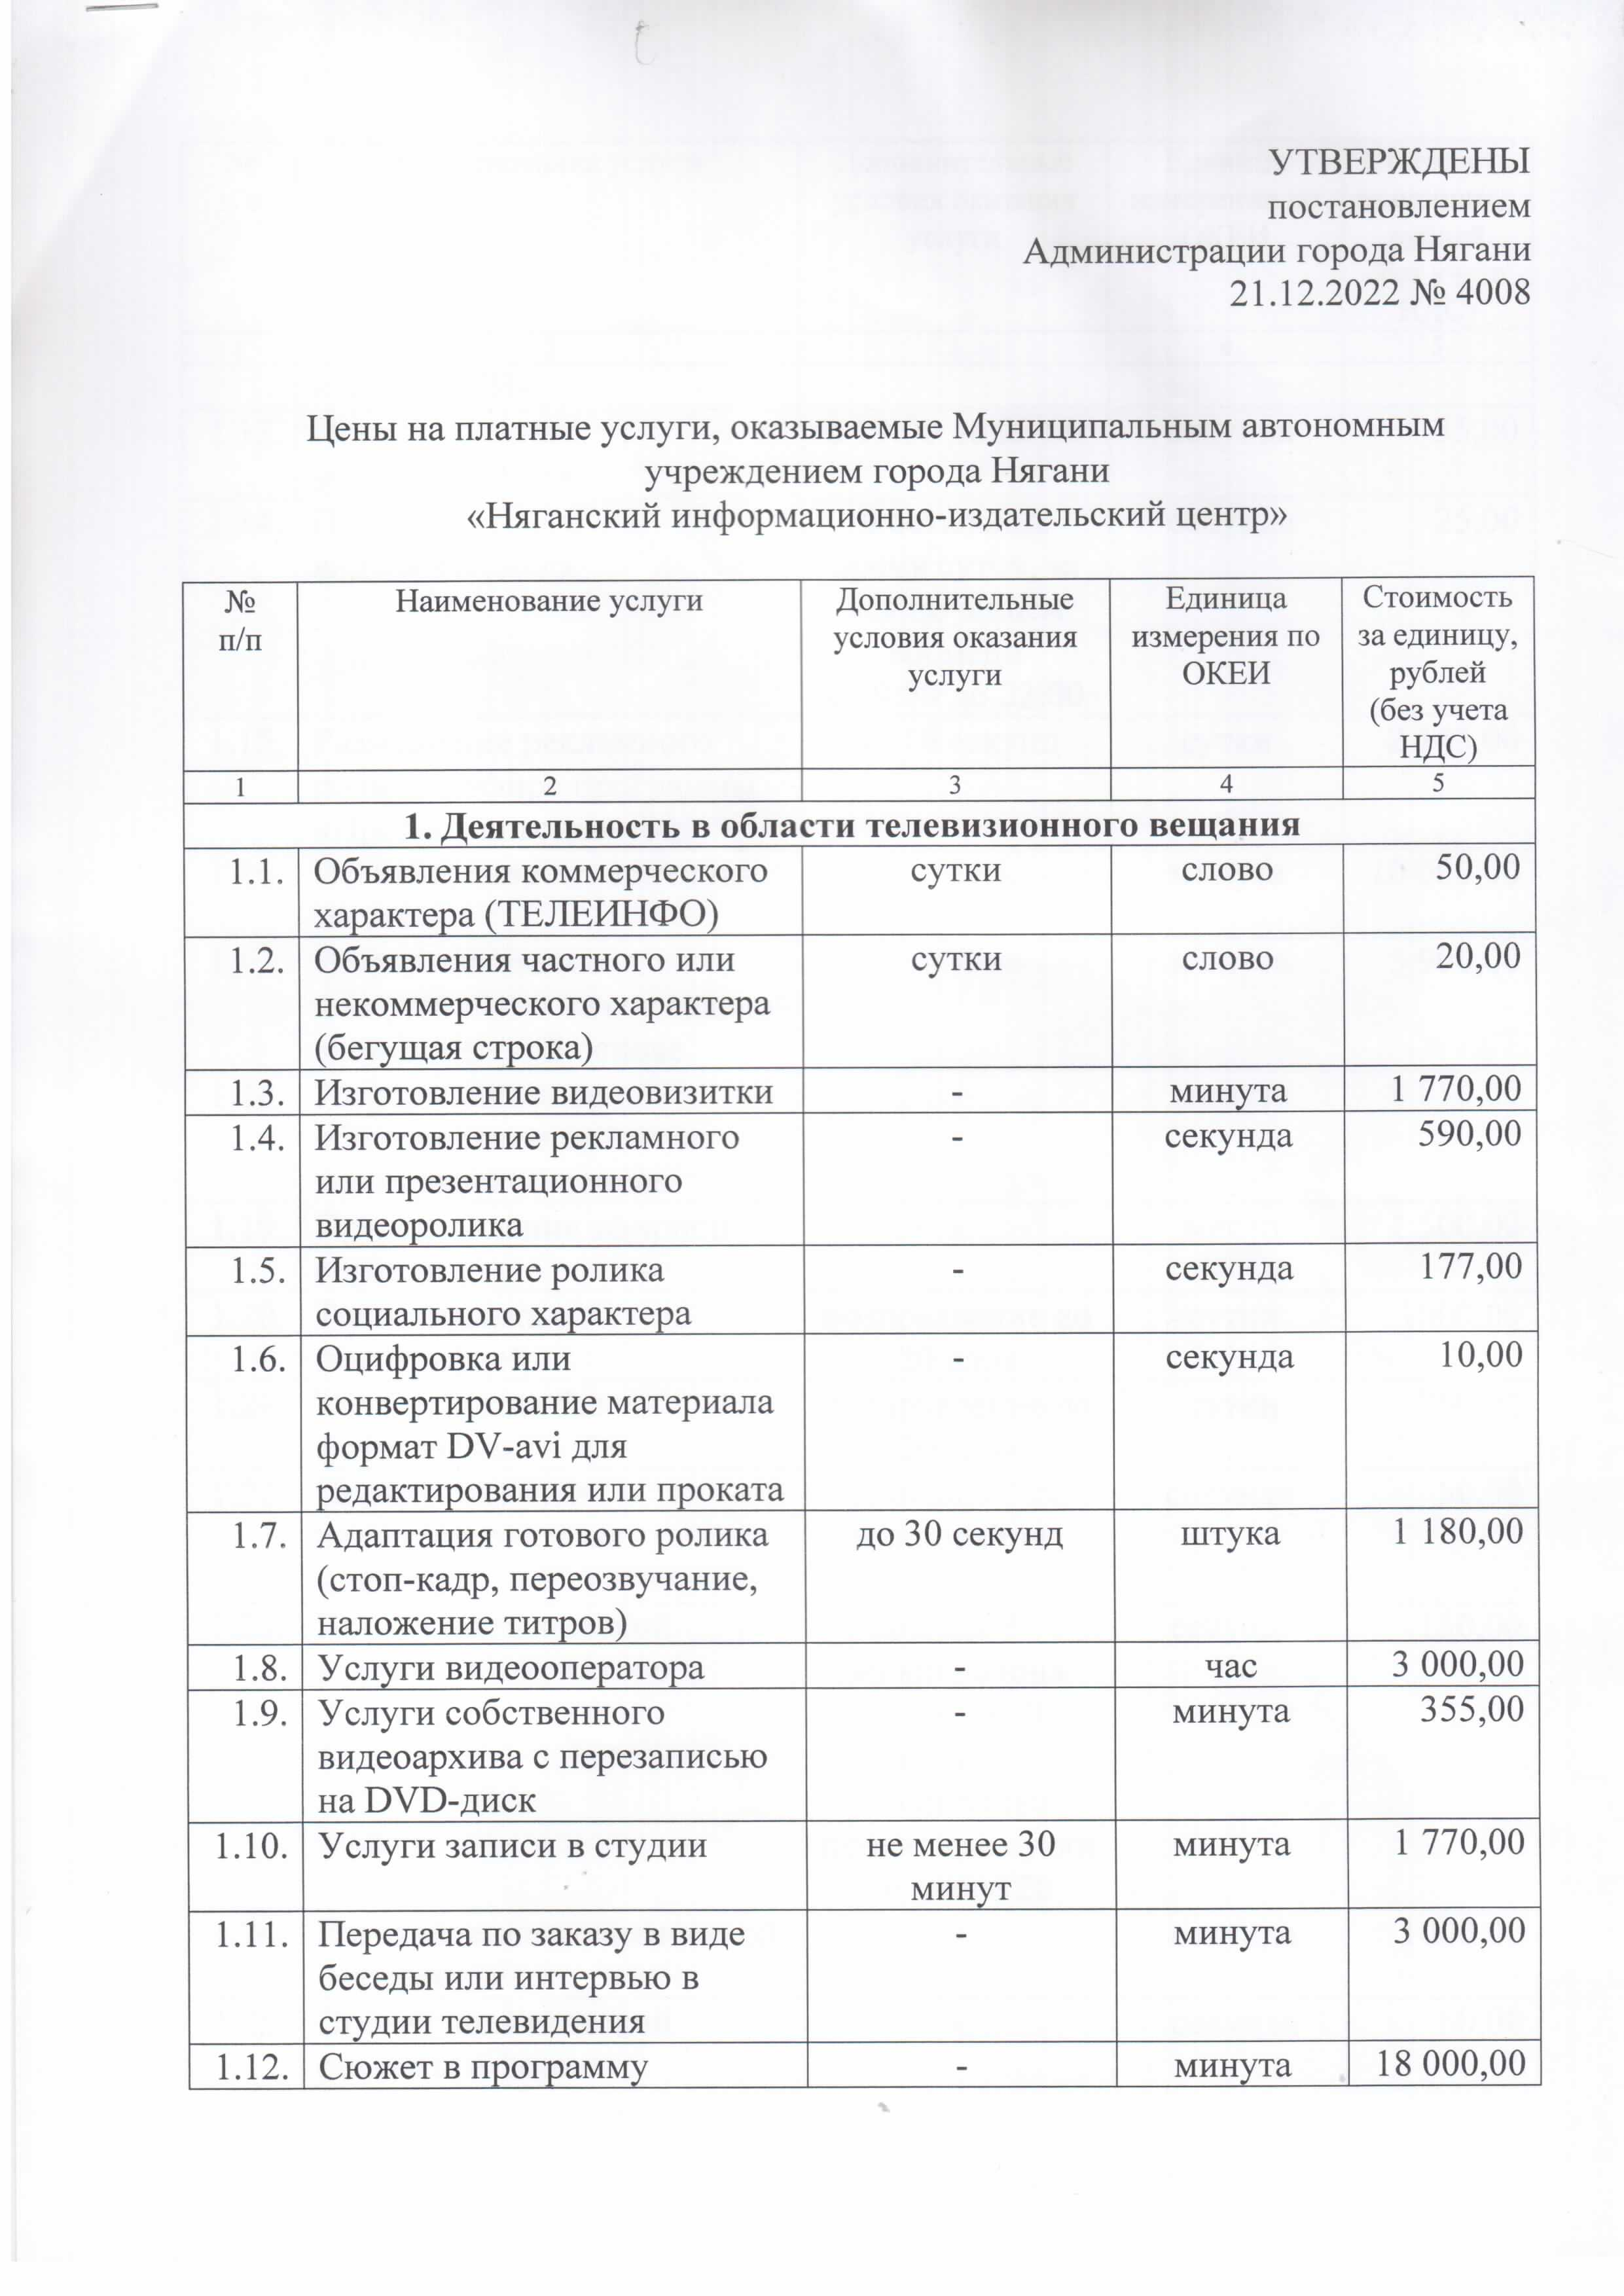 УТВЕРЖДЕНЫ
постановлением
Администрации города Нягани
21.12.2022 № 4008
Цены на платные услуги, оказываемые Муниципальным автономным
учреждением города Нягани
«Няганский информационно-издательский центр»
№
п/п
Наименование услуги
Дополнительные
условия оказания
услуги
Единица
измерения по
ОКЕИ
Стоимость
за единицу,
рублей
(без учета
НДС)
1 2 3 4 5
1. Деятельность в области телевизионного вещания
1.1. Объявления коммерческого сутки слово 50,00
характера (ТЕЛЕИНФО)
1.2. Объявления частного или сутки слово 20,00
некоммерческого характера
(бегущая строка)
1.3. Изготовление видеовизитки - минута 1 770,00
1.4. Изготовление рекламного - секунда 590,00
или презентационного
видеоролика
1.5. Изготовление ролика - секунда 177,00
социального характера
1.6. Оцифровка или - секунда 10,00
конвертирование материала
формат DV-avi для
редактирования или проката
1.7. Адаптация готового ролика до 30 секунд штука 1 180,00
(стоп-кадр, переозвучание,
наложение титров)
1.8. Услуги видеооператора - час 3 000,00
1.9. Услуги собственного - минута 355,00
видеоархива с перезаписью
на DVD-диск
1.10. Услуги записи в студии не менее 30 минута 1 770,00
минут
1.11. Передача по заказу в виде - минута 3 000,00
беседы или интервью в
студии телевидения
1.12. Сюжет в программу - минута 18 000,00